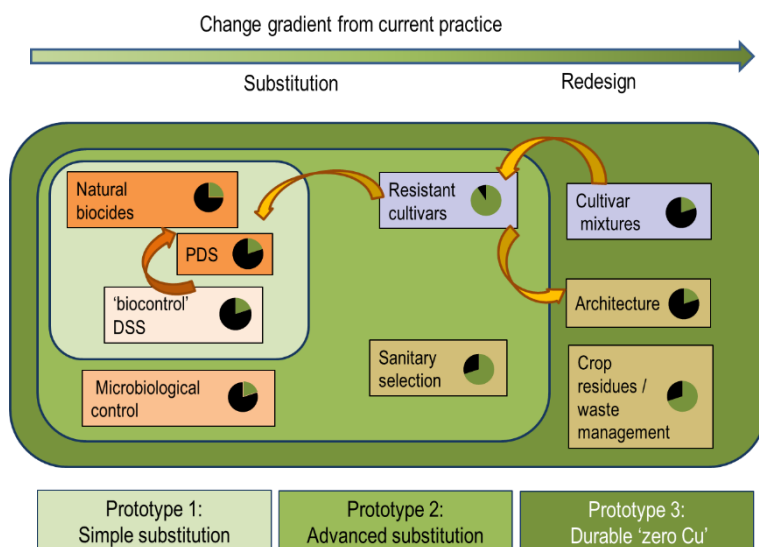 Change gradient from current practice
Substitution
Redesign
Natural
biocides
PDS
‘biocontrol’
DSS
Microbiological
control
Resistant
cultivars
Sanitary
selection
Cultivar
mixtures
Architecture
Crop
residues /
waste
management
Prototype 1:
Simple substitution
Prototype 2:
Advanced substitution
Prototype 3:
Durable ‘zero Cu’